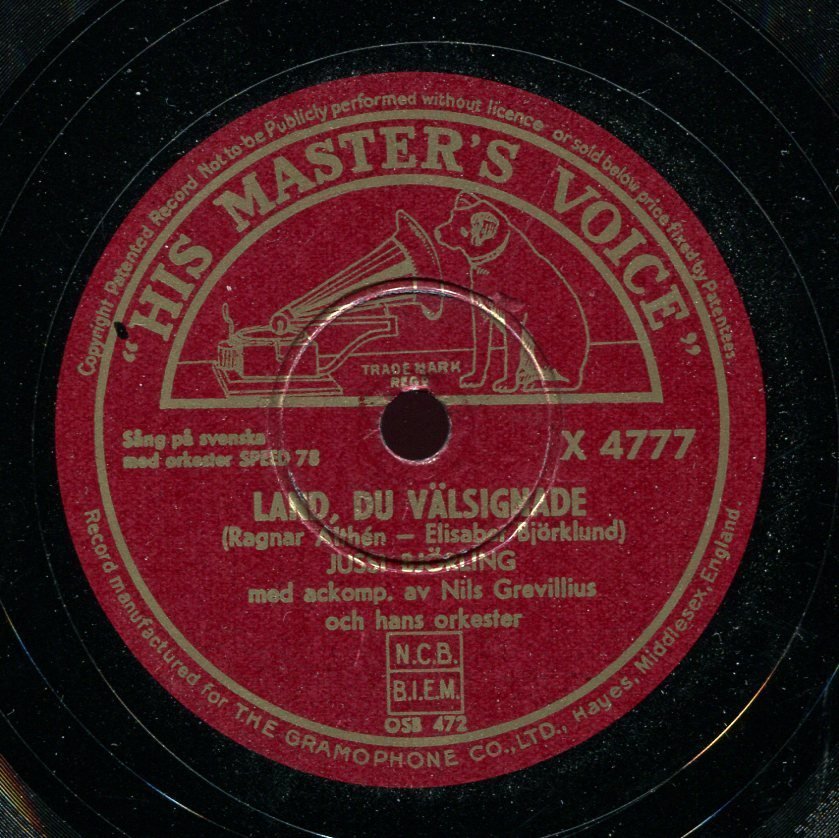 Copyright Patented Record Not to be Publicly performed without licence or sold below price fixed by Patentees.
"HIS MASTER'S VOICE"
TRADE MARK
REGD
Sång på svenska
med orkester SPEED 78
X 4777
LAND, DU VÄLSIGNADE
(Ragnar Althén — Elisabet Björklund)
JUSSI BJÖRLING
med ackomp. av Nils Grevillius
och hans orkester
N.C.B.
B.I.E.M.
OSB 472
Record manufactured for THE GRAMOPHONE CO., LTD., Hayes, Middlesex, England.